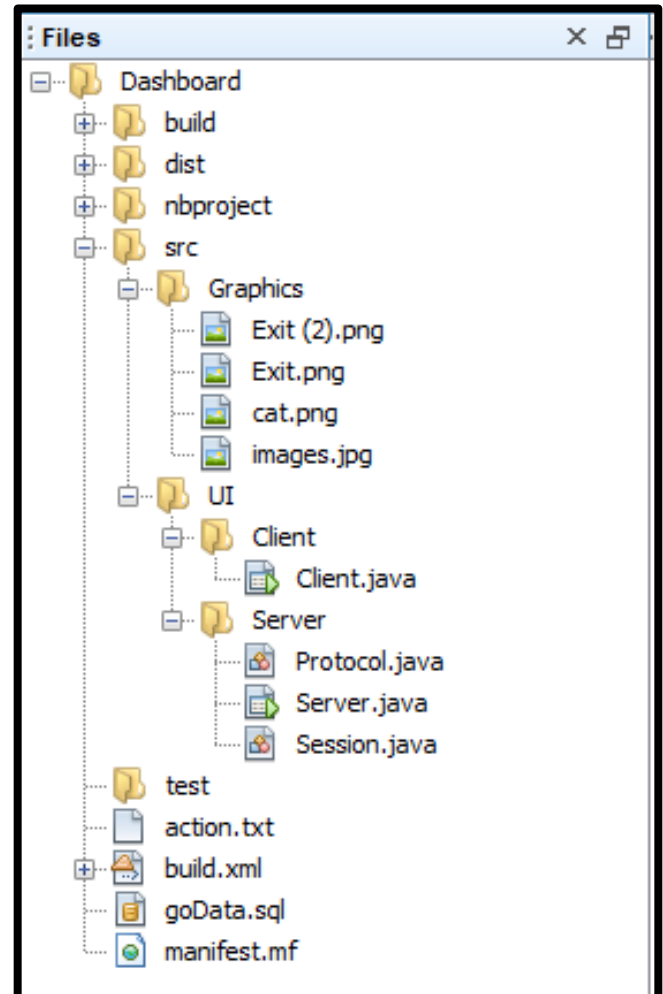 Files
Dashboard
build
dist
nbproject
src
Graphics
Exit (2).png
Exit.png
cat.png
images.jpg
UI
Client
Client.java
Server
Protocol.java
Server.java
Session.java
test
action.txt
build.xml
goData.sql
manifest.mf